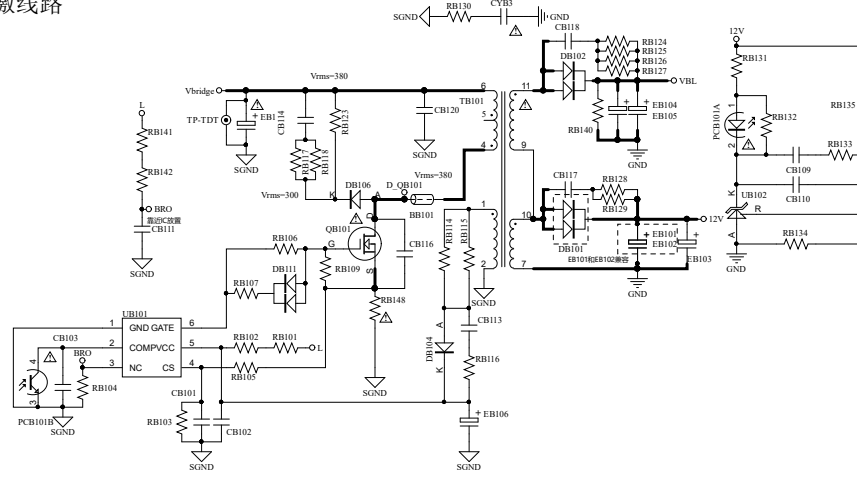 激线路
SGND
RB130
CYB3
GND
CB118
RB124
RB125
RB126
RB127
DB102
12V
RB131
Vrms=380
Vbridge
6
TB101
11
VBL
L
TP-TDT
EB1
CB114
RB123
CB120
5
RB140
EB104
EB105
PCB101A
1
RB132
RB135
RB141
RB142
SGND
RB117
RB118
SGND
4
9
GND
2
RB133
CB109
DB106
D_QB101
Vrms=380
CB117
RB128
RB129
CB110
Vrms=300
K
A
BB101
1
10
12V
K
UB102
R
BRO
靠近IC放置
CB111
QB101
D
G
S
CB116
RB114
RB115
DB101
EB101
EB102
EB103
EB101和EB102兼容
A
RB134
SGND
RB106
RB109
2
7
GND
GND
RB107
DB111
RB148
SGND
UB101
A
CB113
1
GND GATE
6
CB103
BRO
2
COMPVCC
5
RB102
RB101
L
DB104
K
RB116
4
3
NC
CS
4
RB105
RB104
3
PCB101B
SGND
CB101
RB103
CB102
SGND
SGND
EB106
SGND